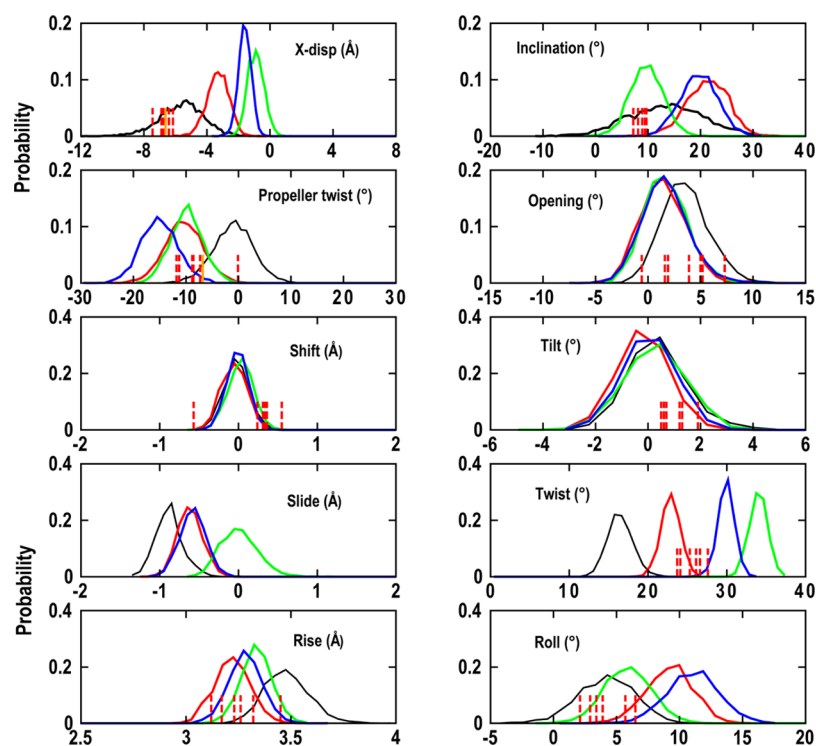 0.2
0.1
0
X-disp (Å)
-12 -8 -4 0 4 8
0.2
0.1
0
Inclination (°)
-20 -10 0 10 20 30 40
Probability
0.2
0.1
0
Propeller twist (°)
-30 -20 -10 0 10 20 30
0.2
0.1
0
Opening (°)
-15 -10 -5 0 5 10 15
0.4
0.2
0
Shift (Å)
-2 -1 0 1 2
0.4
0.2
0
Tilt (°)
-6 -4 -2 0 2 4 6
0.4
0.2
0
Slide (Å)
-2 -1 0 1 2
0.4
0.2
0
Twist (°)
0 10 20 30 40
Probability
0.4
0.2
0
Rise (Å)
2.5 3 3.5 4
0.4
0.2
0
Roll (°)
-5 0 5 10 15 20